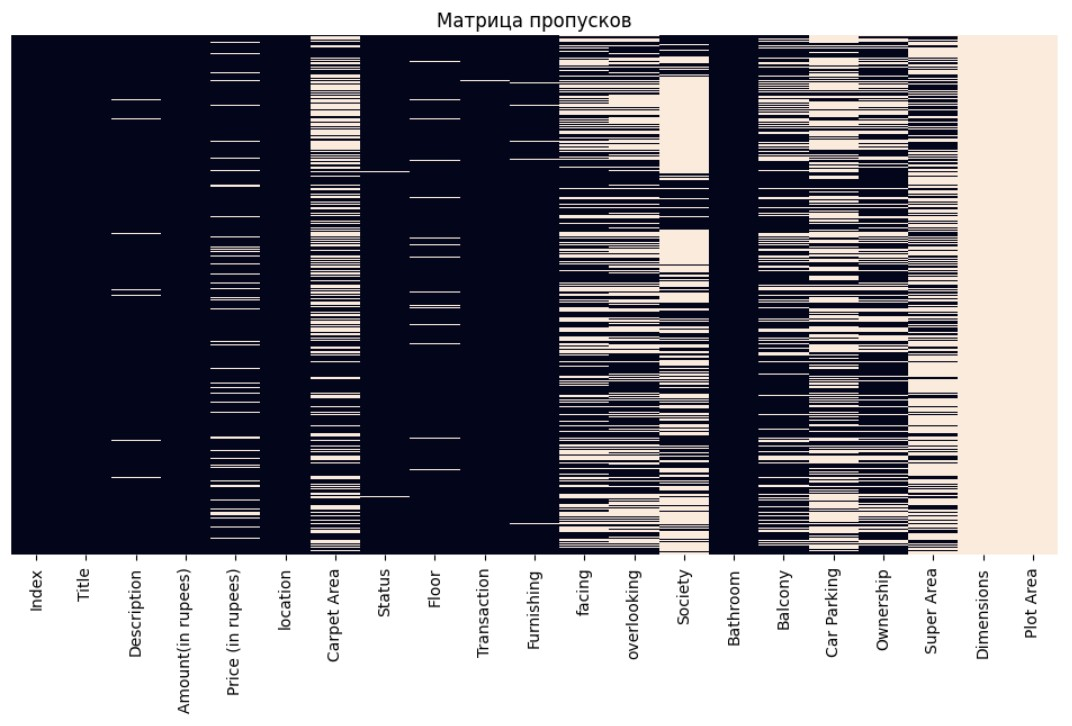 Матрица пропусков
Index
Title
Description
Amount(in rupees)
Price (in rupees)
location
Carpet Area
Status
Floor
Transaction
Furnishing
facing
overlooking
Society
Bathroom
Balcony
Car Parking
Ownership
Super Area
Dimensions
Plot Area